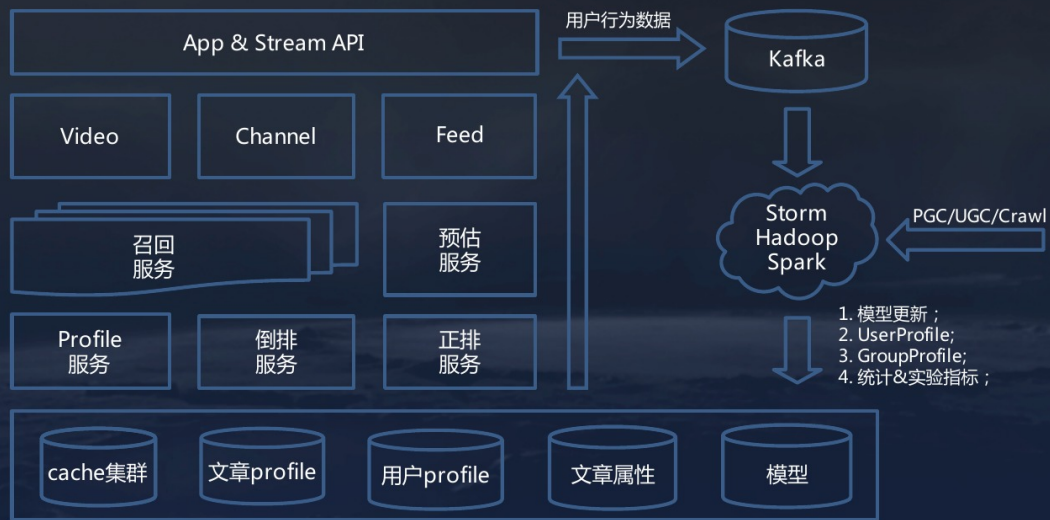 App & Stream API
用户行为数据
Kafka
Video
Channel
Feed
召回
服务
预估
服务
Storm
Hadoop
Spark
PGC/UGC/Crawl
Profile
服务
倒排
服务
正排
服务
1. 模型更新；
2. UserProfile;
3. GroupProfile;
4. 统计&实验指标；
cache集群
文章profile
用户profile
文章属性
模型